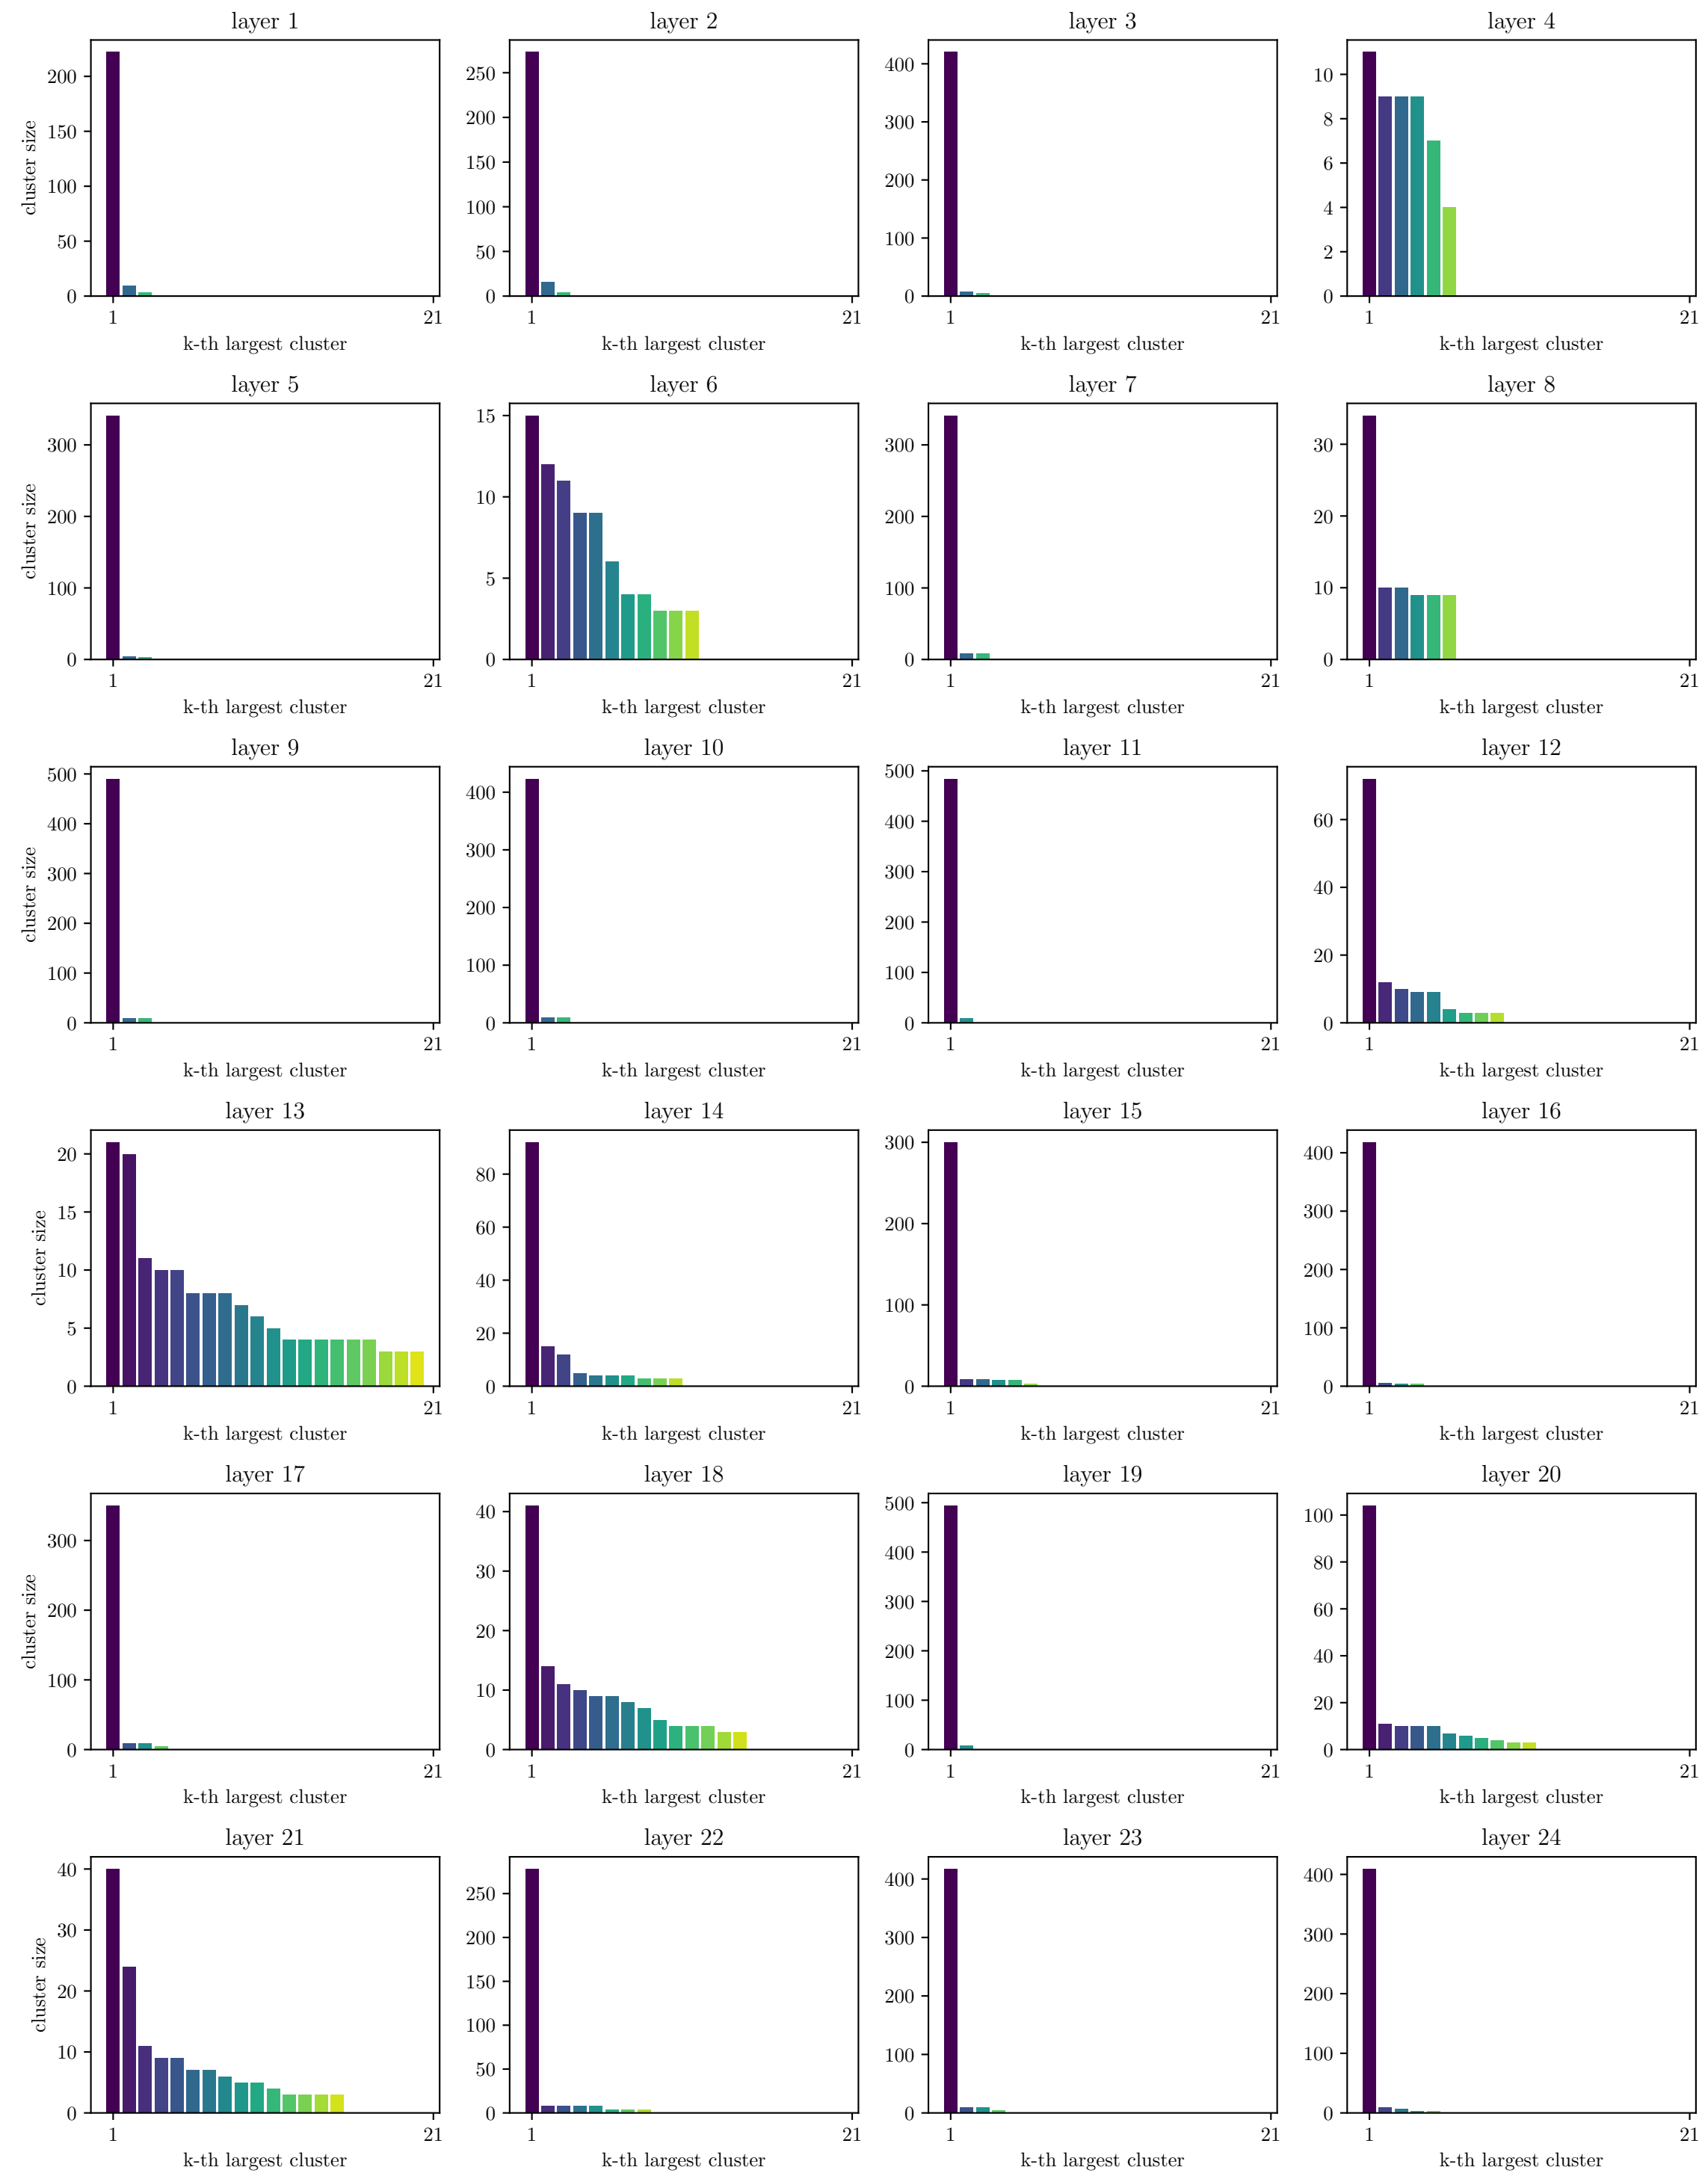 layer 1
200
150
100
50
0
cluster size
1 21
k-th largest cluster
layer 2
250
200
150
100
50
0
1 21
k-th largest cluster
layer 3
400
300
200
100
0
1 21
k-th largest cluster
layer 4
10
8
6
4
2
0
1 21
k-th largest cluster
layer 5
300
200
100
0
cluster size
1 21
k-th largest cluster
layer 6
15
10
5
0
1 21
k-th largest cluster
layer 7
300
200
100
0
1 21
k-th largest cluster
layer 8
30
20
10
0
1 21
k-th largest cluster
layer 9
500
400
300
200
100
0
cluster size
1 21
k-th largest cluster
layer 10
400
300
200
100
0
1 21
k-th largest cluster
layer 11
500
400
300
200
100
0
1 21
k-th largest cluster
layer 12
60
40
20
0
1 21
k-th largest cluster
layer 13
20
15
10
5
0
cluster size
1 21
k-th largest cluster
layer 14
80
60
40
20
0
1 21
k-th largest cluster
layer 15
300
200
100
0
1 21
k-th largest cluster
layer 16
400
300
200
100
0
1 21
k-th largest cluster
layer 17
300
200
100
0
cluster size
1 21
k-th largest cluster
layer 18
40
30
20
10
0
1 21
k-th largest cluster
layer 19
500
400
300
200
100
0
1 21
k-th largest cluster
layer 20
100
80
60
40
20
0
1 21
k-th largest cluster
layer 21
40
30
20
10
0
cluster size
1 21
k-th largest cluster
layer 22
250
200
150
100
50
0
1 21
k-th largest cluster
layer 23
400
300
200
100
0
1 21
k-th largest cluster
layer 24
400
300
200
100
0
1 21
k-th largest cluster